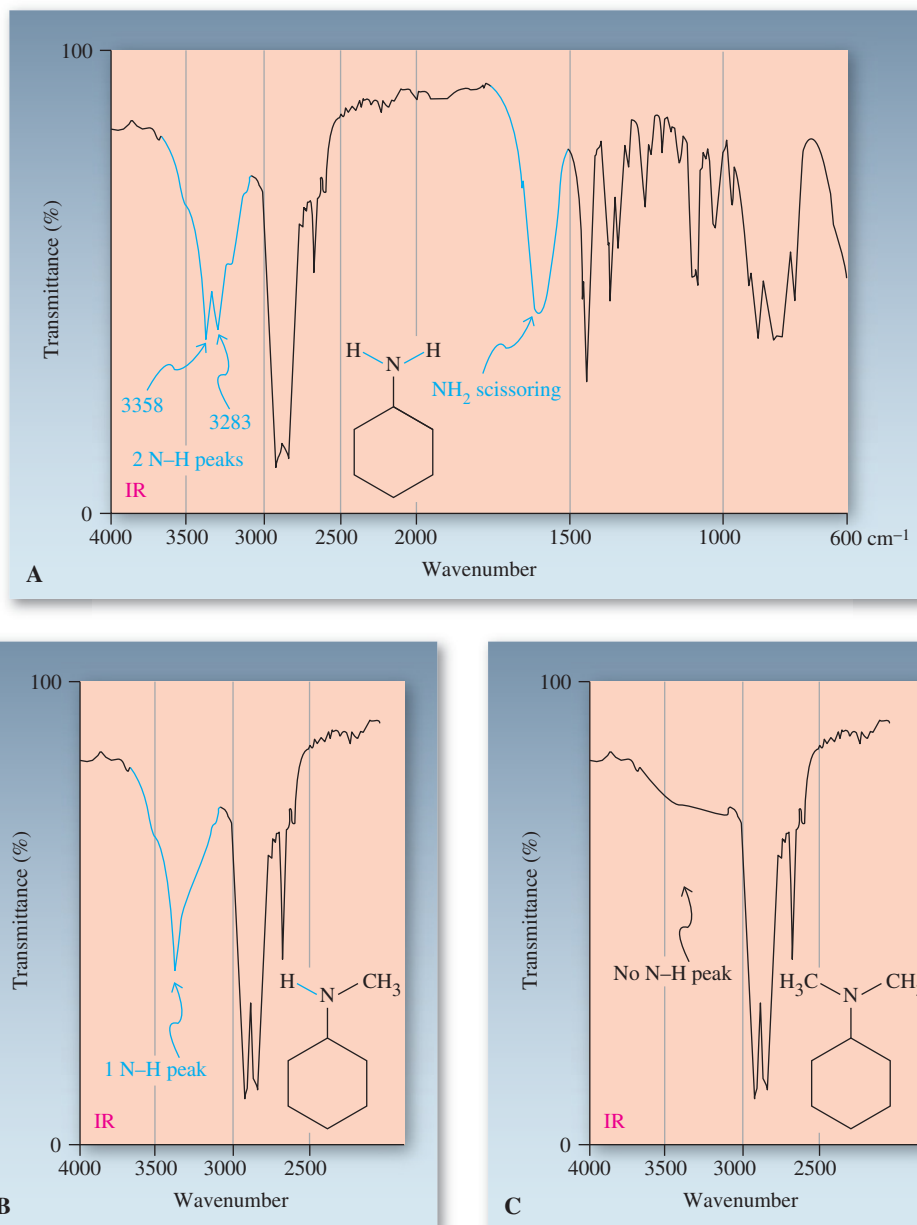 100
Transmittance (%)
H N H
3358
3283
2 N–H peaks
NH₂ scissoring
IR
0
4000 3500 3000 2500 2000 1500 1000 600 cm⁻¹
Wavenumber
A
100
Transmittance (%)
H N CH₃
1 N–H peak
IR
0
4000 3500 3000 2500
Wavenumber
B
100
Transmittance (%)
No N–H peak
H₃C N CH₃
IR
0
4000 3500 3000 2500
Wavenumber
C